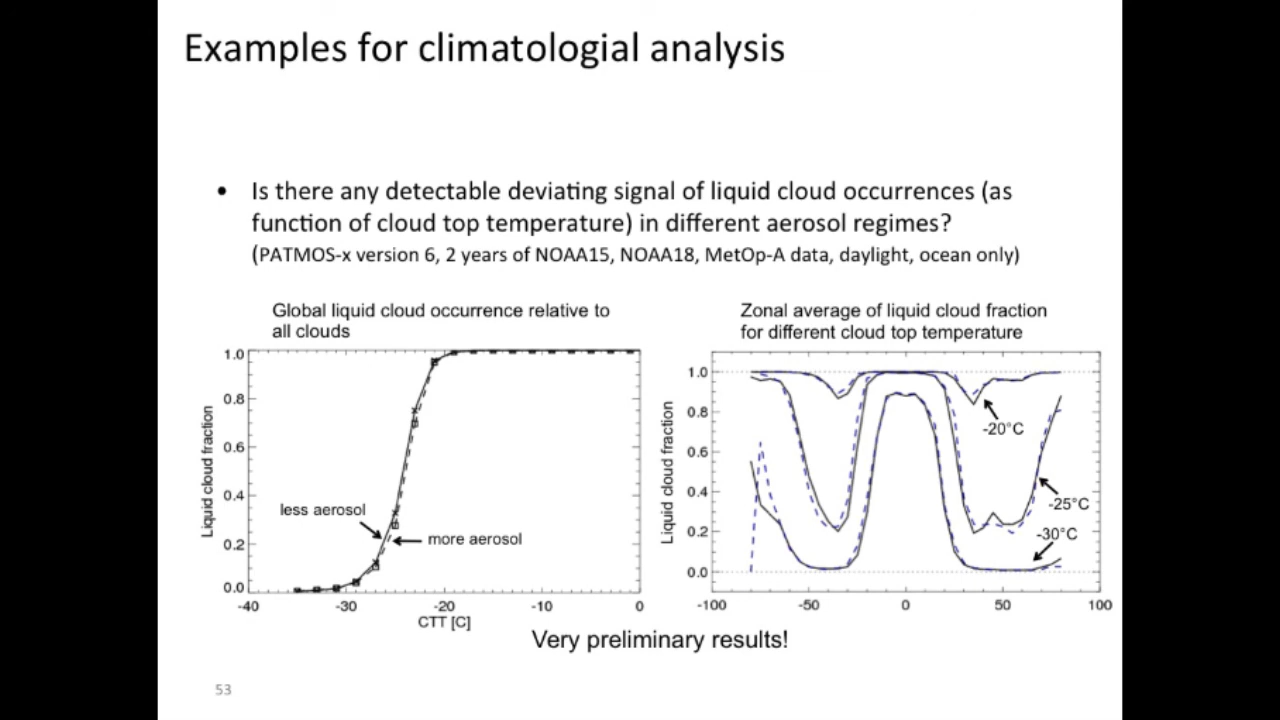 Examples for climatologial analysis
• Is there any detectable deviating signal of liquid cloud occurrences (as
function of cloud top temperature) in different aerosol regimes?
(PATMOS-x version 6, 2 years of NOAA15, NOAA18, MetOp-A data, daylight, ocean only)
Global liquid cloud occurrence relative to
all clouds
Liquid cloud fraction
1.0
0.8
0.6
0.4
0.2
0.0
less aerosol
more aerosol
-40 -30 -20 -10 0
CTT [C]
Zonal average of liquid cloud fraction
for different cloud top temperature
Liquid cloud fraction
1.0
0.8
0.6
0.4
0.2
0.0
-20°C
-25°C
-30°C
-100 -50 0 50 100
Very preliminary results!
53